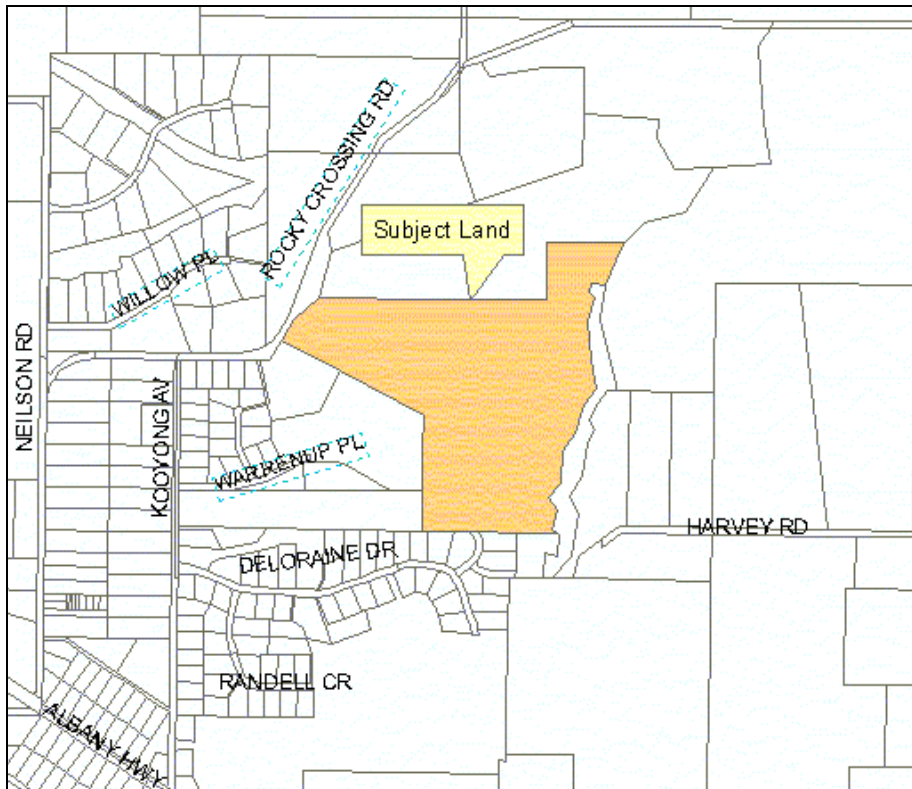 ROCKY CROSSING RD
Subject Land
WILLOW PL
NEILSON RD
KOOYONG AV
WARRENUP PL
HARVEY RD
DELORAINE DR
RANDELL CR
ALBANY HWY